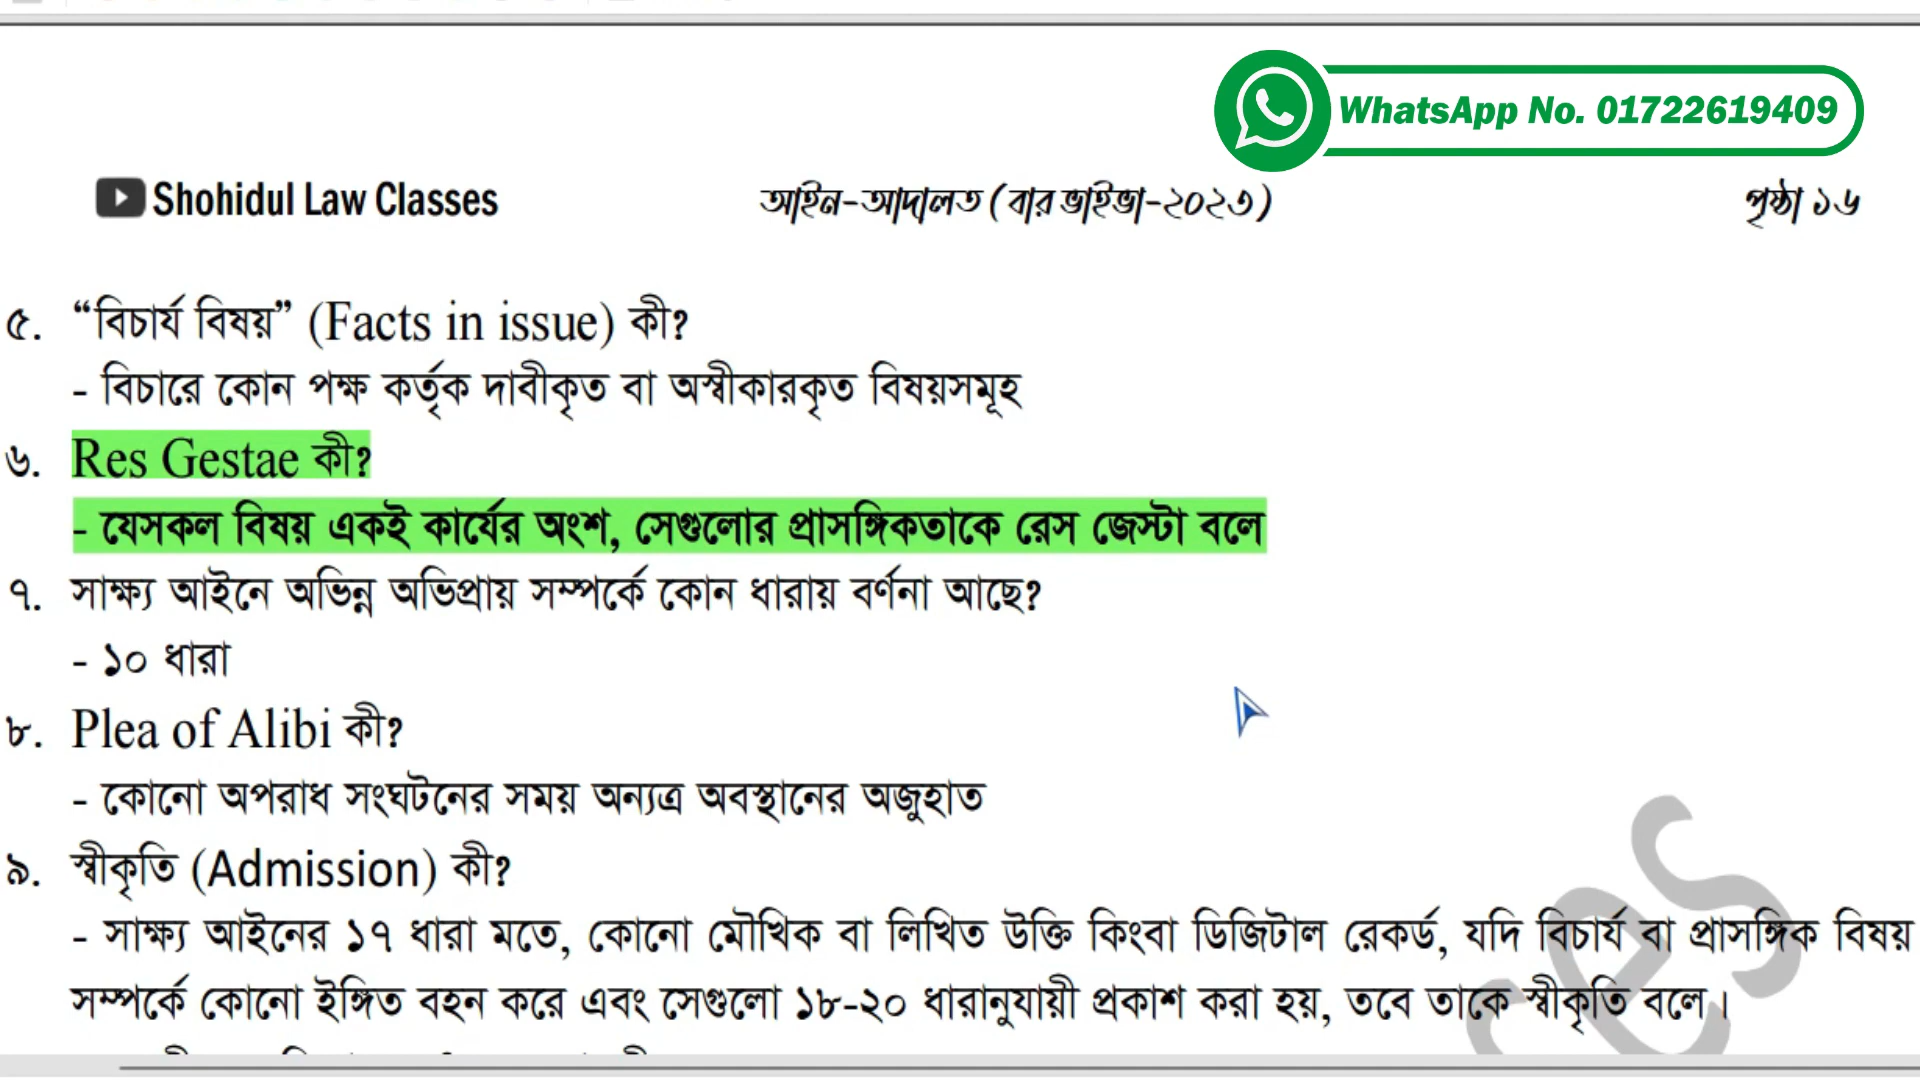 WhatsApp No. 01722619409
Shohidul Law Classes আইন-আদালত (বার ভাইভা-২০২৩) পৃষ্ঠা ১৬
৫. “বিচার্য বিষয়” (Facts in issue) কী?
- বিচারে কোন পক্ষ কর্তৃক দাবীকৃত বা অস্বীকারকৃত বিষয়সমূহ
৬. Res Gestae কী?
- যেসকল বিষয় একই কার্যের অংশ, সেগুলোর প্রাসঙ্গিকতাকে রেস জেস্টা বলে
৭. সাক্ষ্য আইনে অভিন্ন অভিপ্রায় সম্পর্কে কোন ধারায় বর্ণনা আছে?
- ১০ ধারা
৮. Plea of Alibi কী?
- কোনো অপরাধ সংঘটনের সময় অন্যত্র অবস্থানের অজুহাত
৯. স্বীকৃতি (Admission) কী?
- সাক্ষ্য আইনের ১৭ ধারা মতে, কোনো মৌখিক বা লিখিত উক্তি কিংবা ডিজিটাল রেকর্ড, যদি বিচার্য বা প্রাসঙ্গিক বিষয়
সম্পর্কে কোনো ইঙ্গিত বহন করে এবং সেগুলো ১৮-২০ ধারানুযায়ী প্রকাশ করা হয়, তবে তাকে স্বীকৃতি বলে।